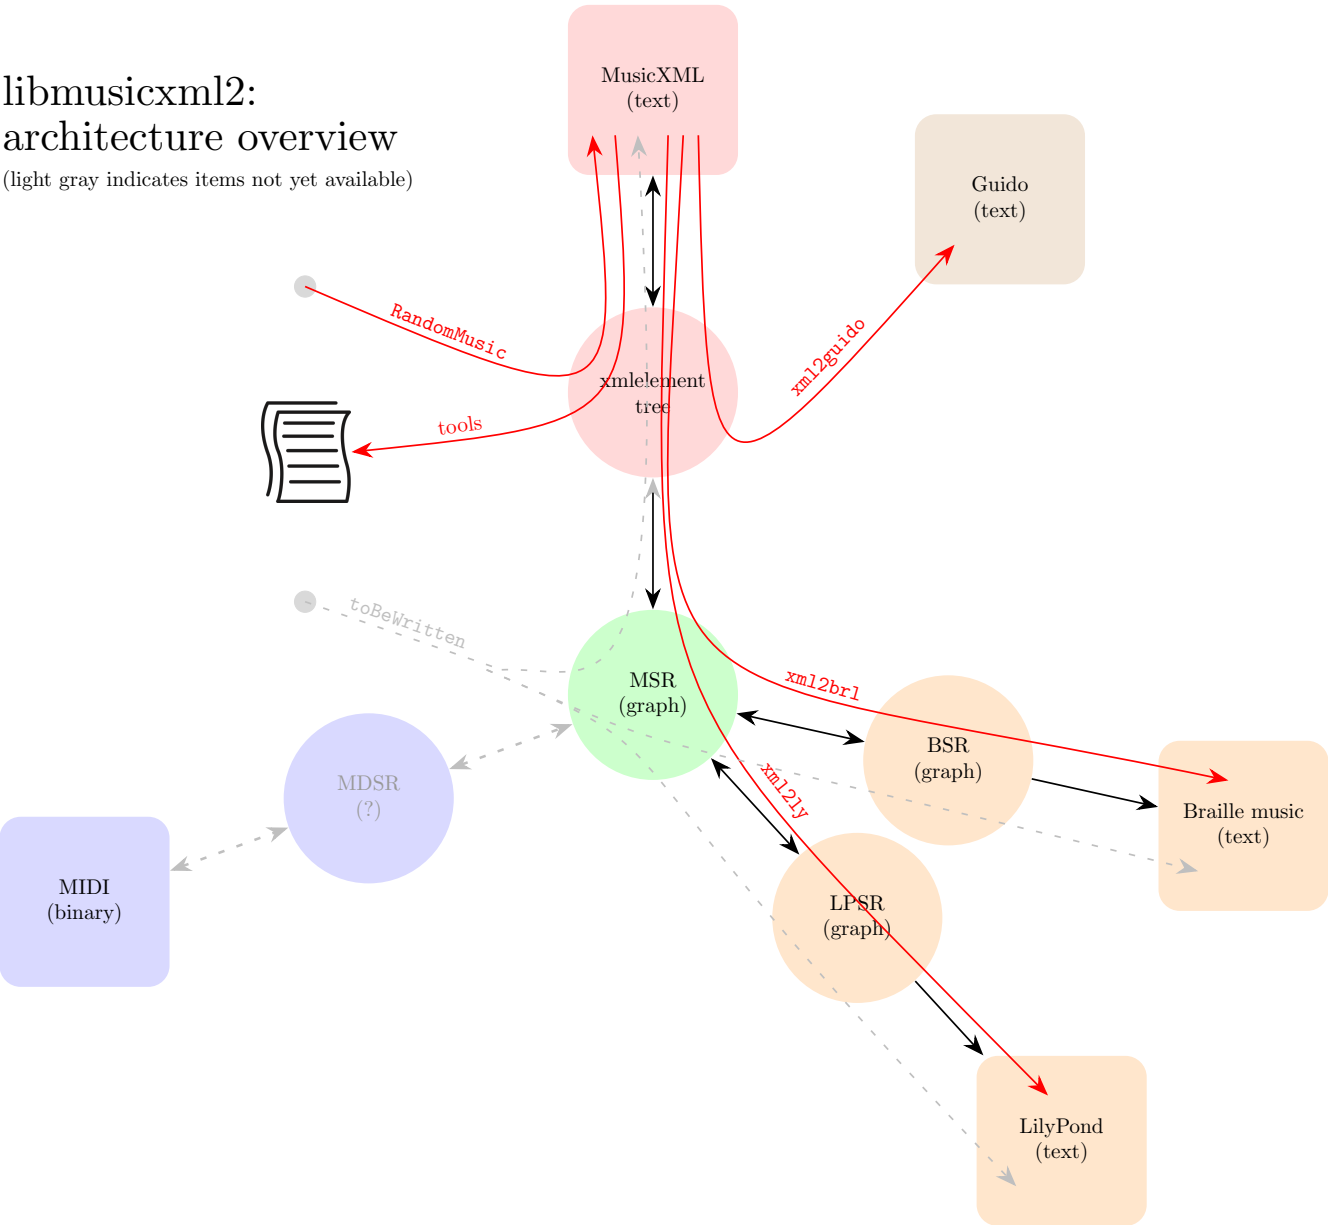 libmusicxml2:
architecture overview
(light gray indicates items not yet available)
MusicXML
(text)
Guido
(text)
RandomMusic
xml2guido
xmlelement
tree
tools
toBeWritten
MSR
(graph)
xml2brl
BSR
(graph)
xml2ly
MDSR
(?)
Braille music
(text)
MIDI
(binary)
LPSR
(graph)
LilyPond
(text)